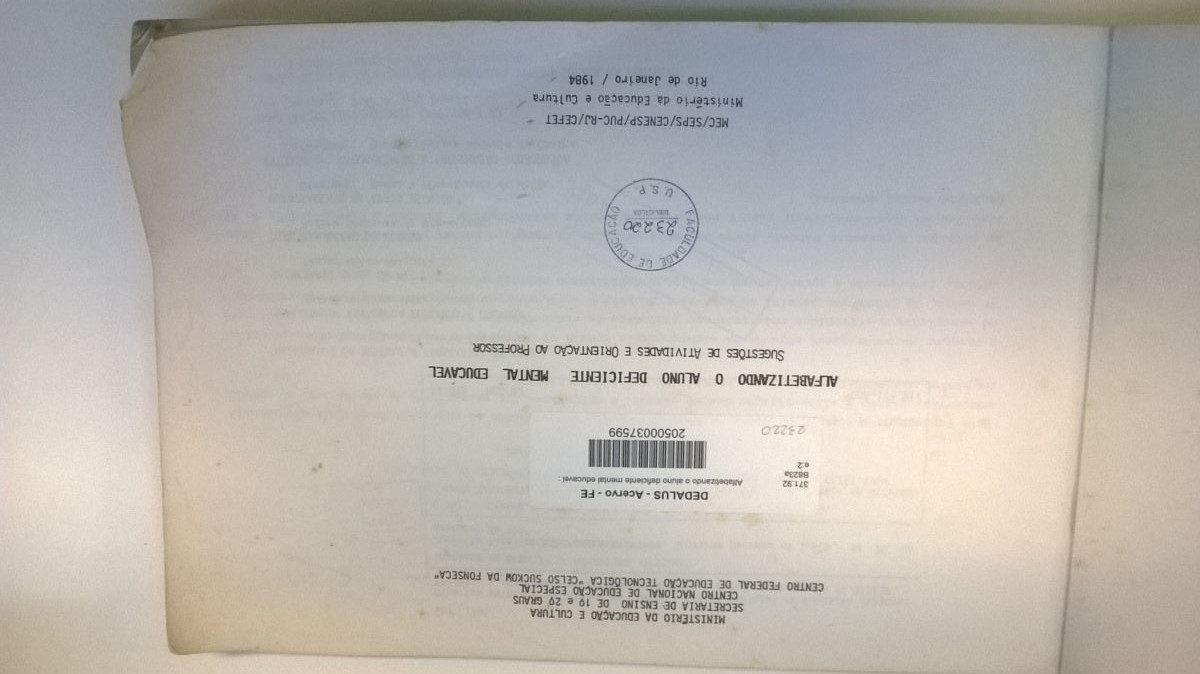 MINISTÉRIO DA EDUCAÇÃO E CULTURA
SECRETARIA DE ENSINO DE 1º e 2º GRAUS
CENTRO NACIONAL DE EDUCAÇÃO ESPECIAL
CENTRO FEDERAL DE EDUCAÇÃO TECNOLÓGICA "CELSO SUCKOW DA FONSECA"
DEDALUS - Acervo - FE
371.92
B823a
e.2
Alfabetizando o aluno deficiente mental educavel :
20500037599
23220
ALFABETIZANDO O ALUNO DEFICIENTE MENTAL EDUCAVEL
SUGESTÕES DE ATIVIDADES E ORIENTAÇÃO AO PROFESSOR
FACULDADE DE EDUCAÇÃO
23220
BIBLIOTECA
U.S.P.
MEC/SEPS/CENESP/PUC-RJ/CEFET
Ministério da Educação e Cultura
Rio de Janeiro / 1984